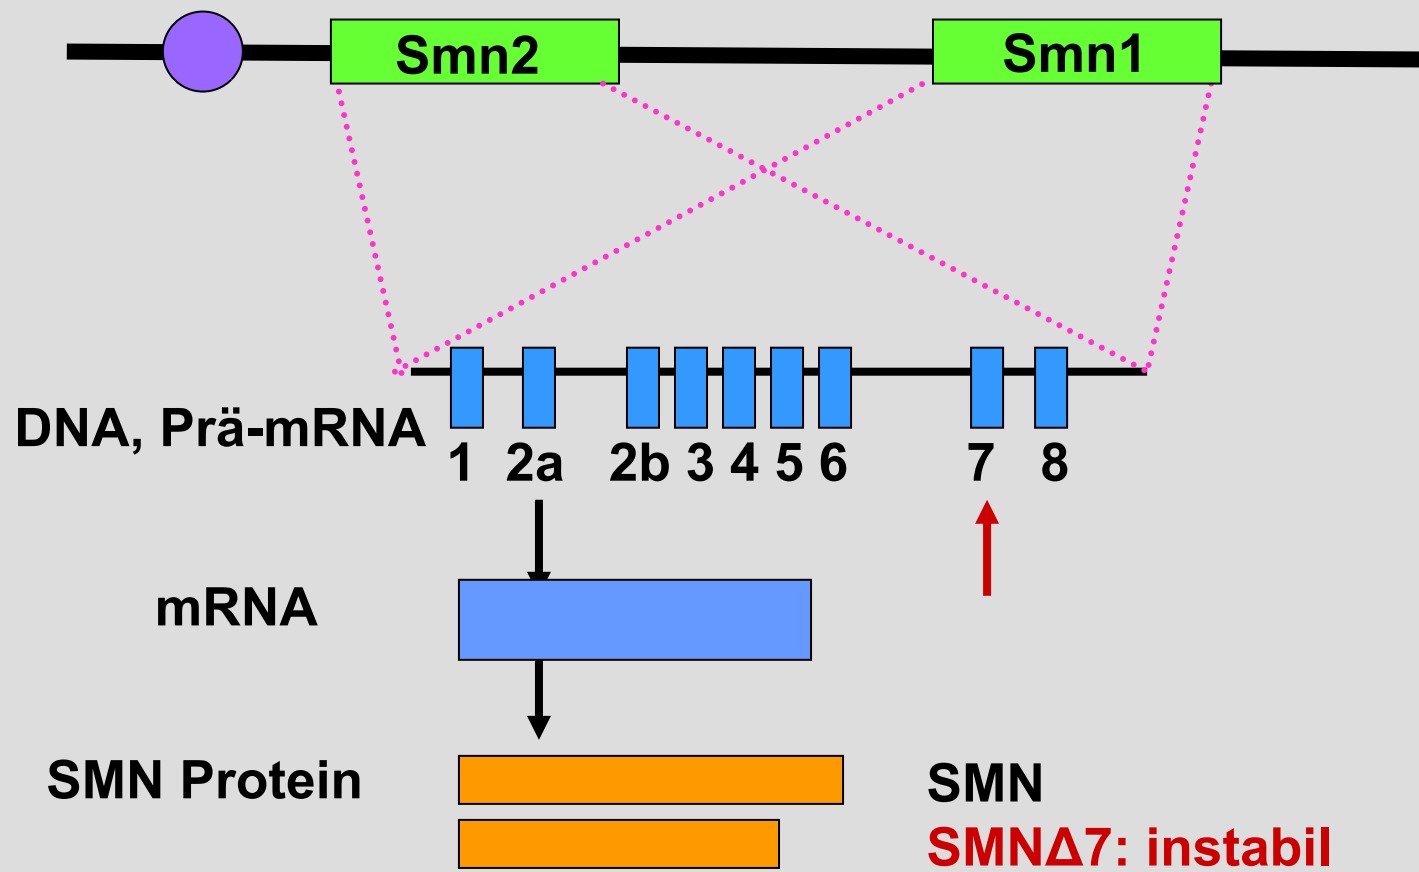 Smn2 Smn1
DNA, Prä-mRNA
1 2a 2b 3 4 5 6 7 8
mRNA
SMN Protein
SMN
SMNΔ7: instabil